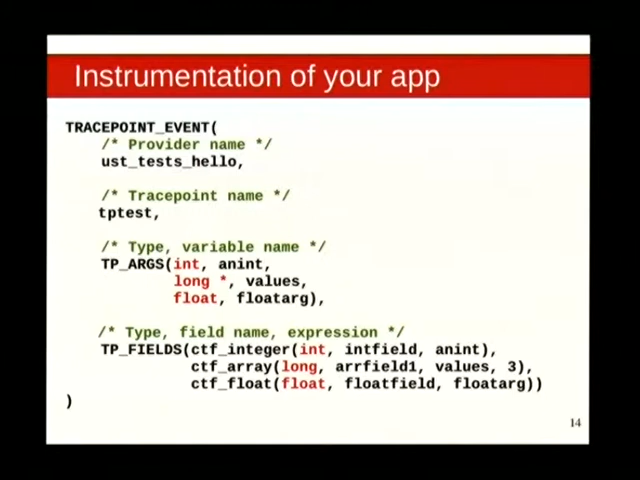 Instrumentation of your app
TRACEPOINT_EVENT(
/* Provider name */
ust_tests_hello,
/* Tracepoint name */
tptest,
/* Type, variable name */
TP_ARGS(int, anint,
long *, values,
float, floatarg),
/* Type, field name, expression */
TP_FIELDS(ctf_integer(int, intfield, anint),
ctf_array(long, arrfield1, values, 3),
ctf_float(float, floatfield, floatarg))
)
14